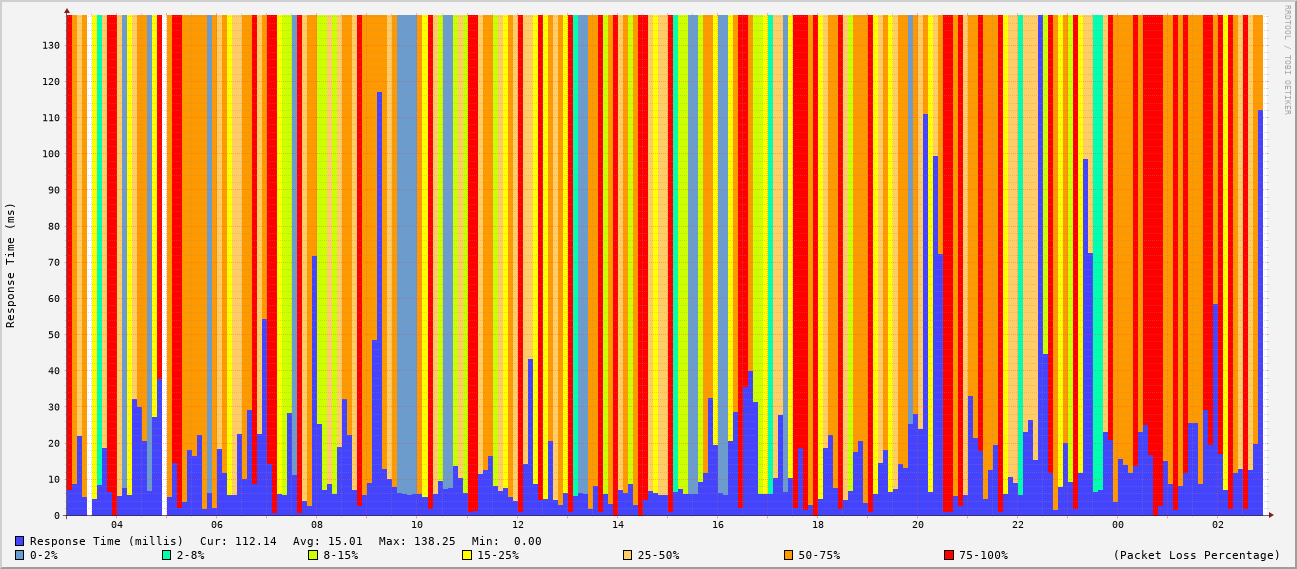 RRDTOOL / TOBI OETIKER
Response Time (ms)
130
120
110
100
90
80
70
60
50
40
30
20
10
0
04 06 08 10 12 14 16 18 20 22 00 02
Response Time (millis) Cur: 112.14 Avg: 15.01 Max: 138.25 Min: 0.00
0-2% 2-8% 8-15% 15-25% 25-50% 50-75% 75-100% (Packet Loss Percentage)